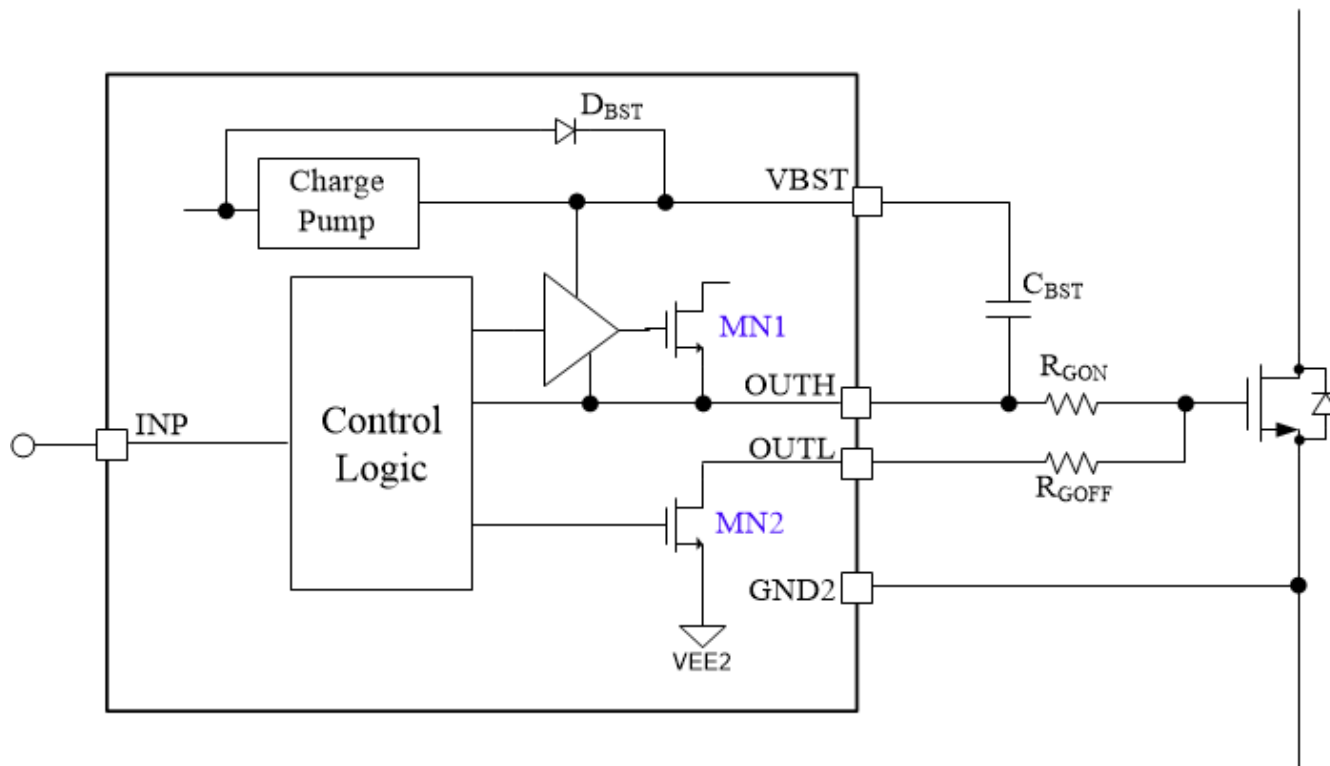 DBST
Charge
Pump
VBST
CBST
MN1
OUTH
RGON
INP
Control
Logic
OUTL
RGOFF
MN2
GND2
VEE2